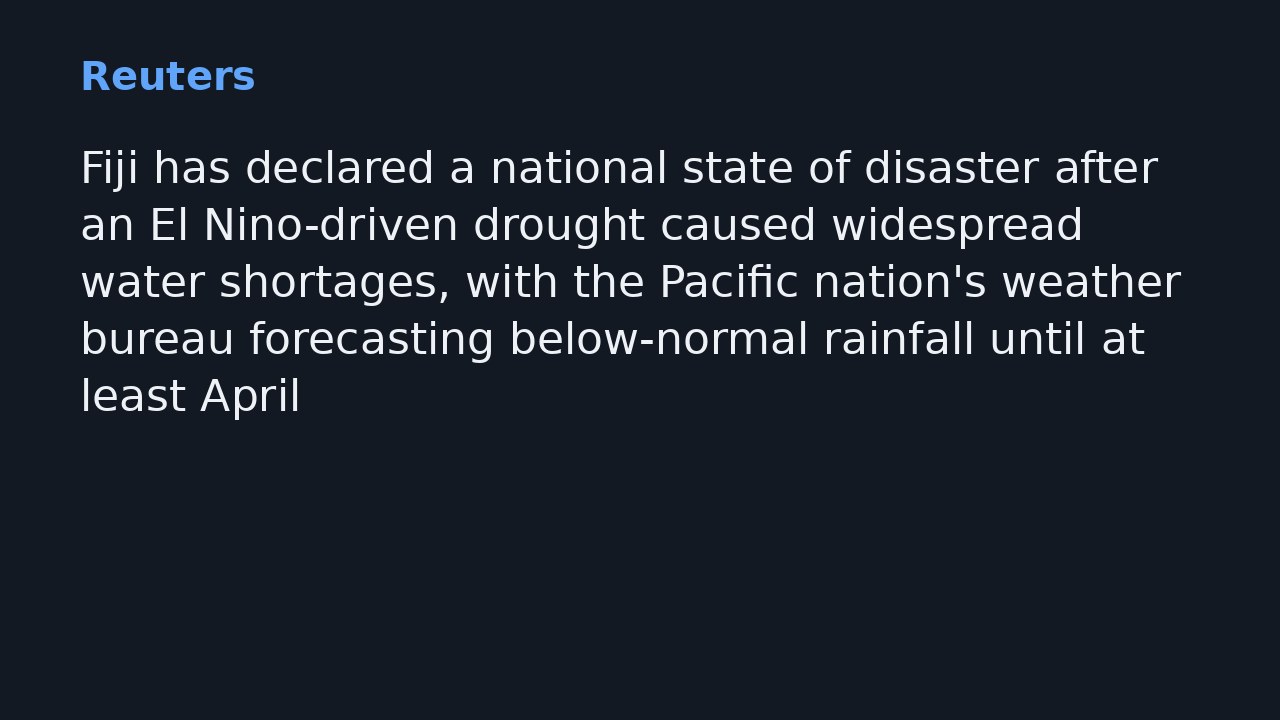 Reuters
Fiji has declared a national state of disaster after
an El Nino-driven drought caused widespread
water shortages, with the Pacific nation's weather
bureau forecasting below-normal rainfall until at
least April